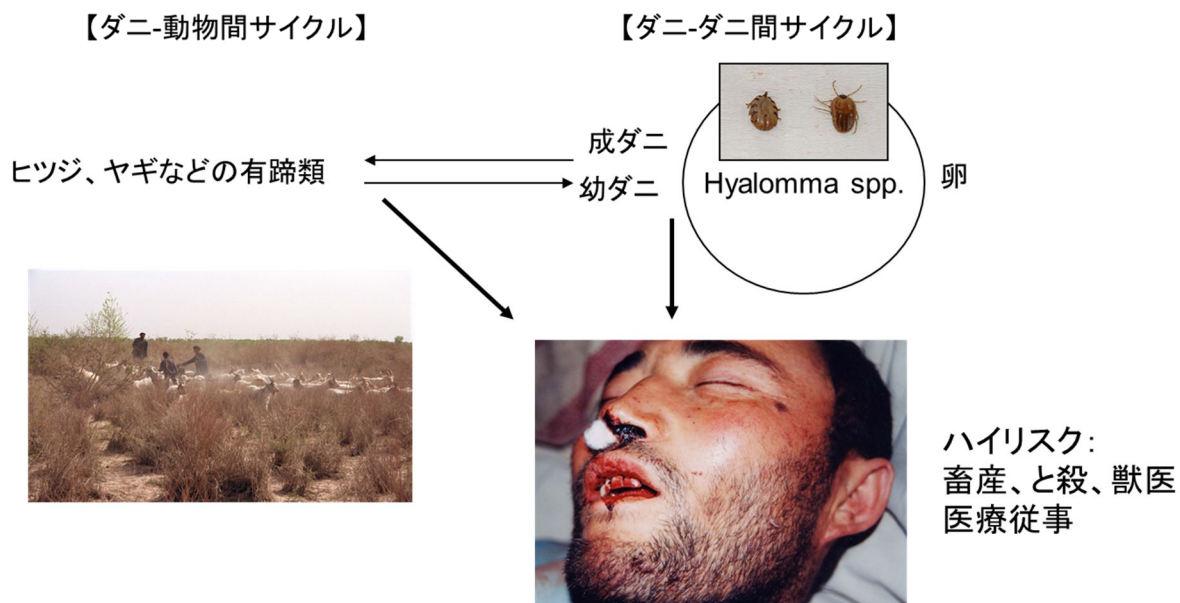 【ダニ-動物間サイクル】
【ダニ-ダニ間サイクル】
成ダニ
ヒツジ、ヤギなどの有蹄類
幼ダニ
Hyalomma spp.
卵
ハイリスク:
畜産、と殺、獣医
医療従事